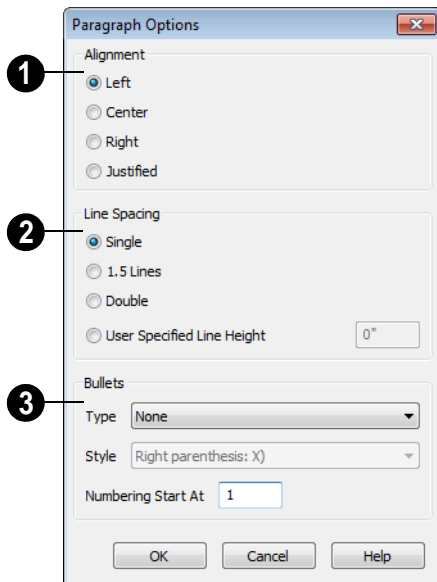 Paragraph Options
Alignment
1
Left
Center
Right
Justified
Line Spacing
2
Single
1.5 Lines
Double
User Specified Line Height 0"
Bullets
3
Type None
Style Right parenthesis: X)
Numbering Start At 1
OK Cancel Help